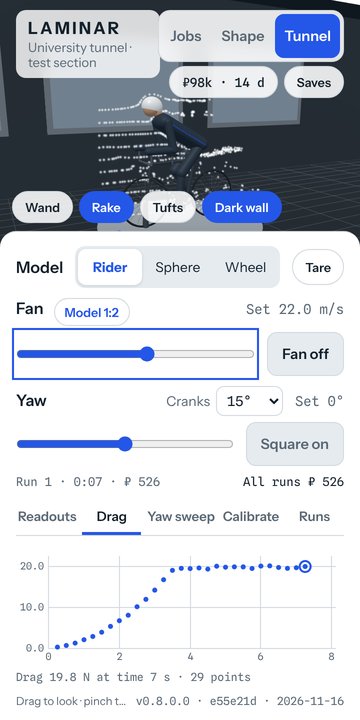 LAMINAR
University tunnel ·
test section
Jobs Shape Tunnel
₽98k · 14 d Saves
Wand Rake Tufts Dark wall
Model Rider Sphere Wheel Tare
Fan Model 1:2 Set 22.0 m/s
Fan off
Yaw Cranks 15° Set 0°
Square on
Run 1 · 0:07 · ₽ 526 All runs ₽ 526
Readouts Drag Yaw sweep Calibrate Runs
20.0
10.0
0.0
0 2 4 6 8
Drag 19.8 N at time 7 s · 29 points
Drag to look · pinch t… v0.8.0.0 · e55e21d · 2026-11-16